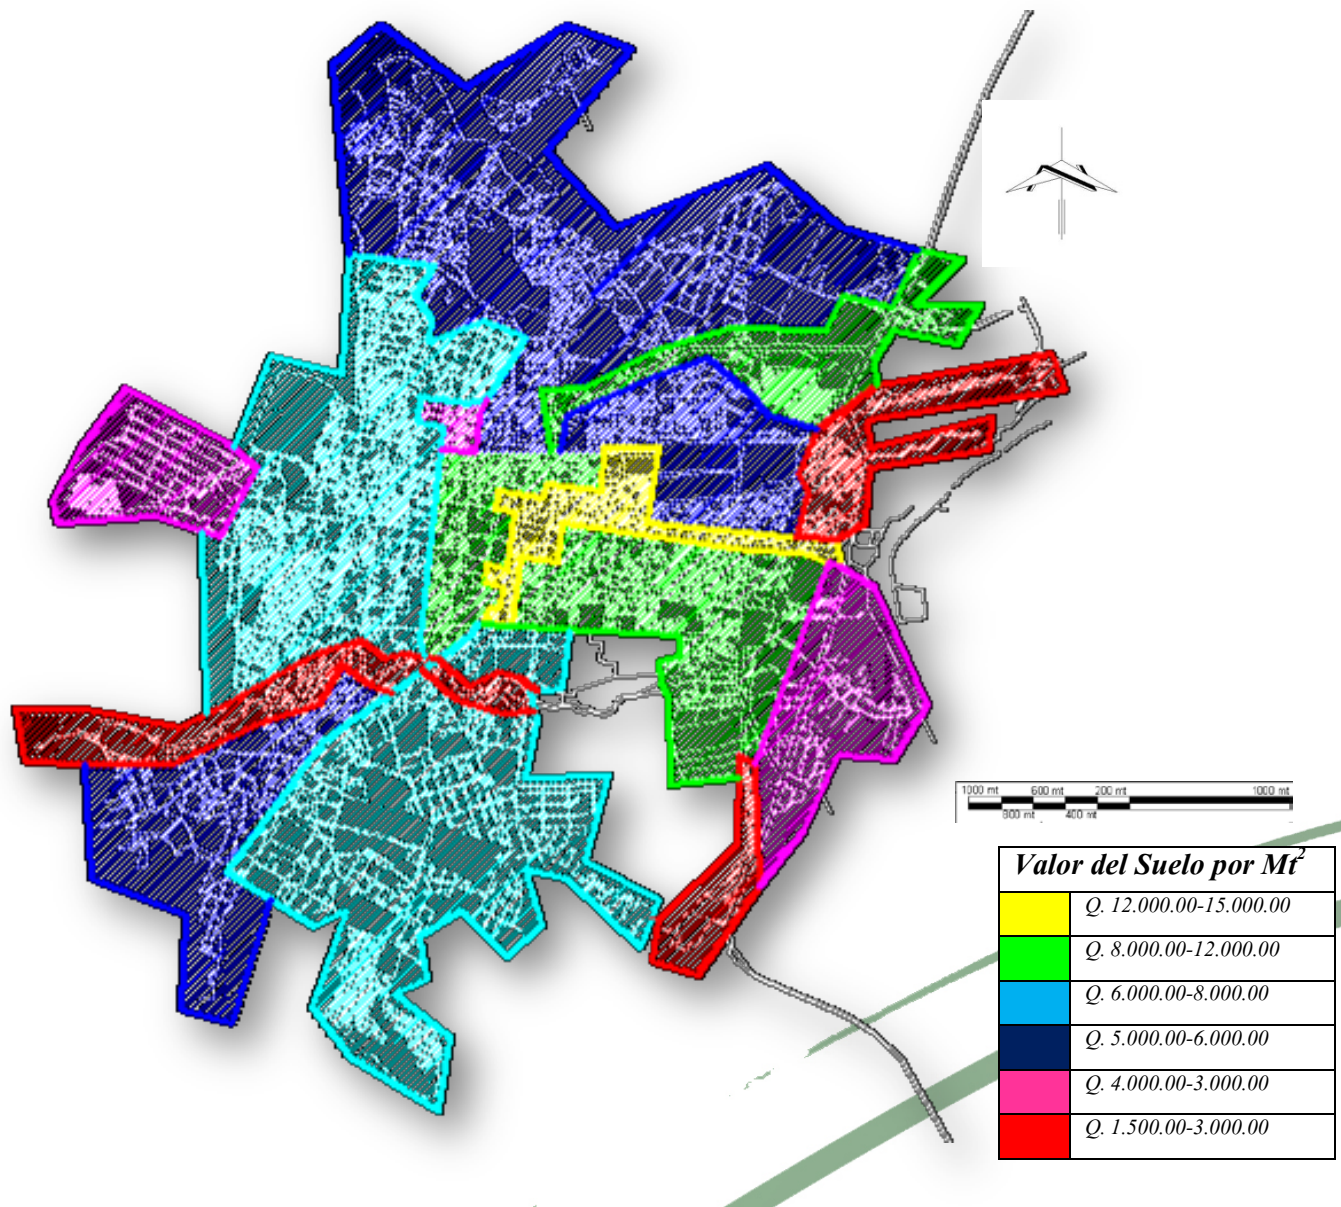 1000 mt 600 mt 200 mt 1000 mt
800 mt 400 mt
Valor del Suelo por Mt²
Q. 12.000.00-15.000.00
Q. 8.000.00-12.000.00
Q. 6.000.00-8.000.00
Q. 5.000.00-6.000.00
Q. 4.000.00-3.000.00
Q. 1.500.00-3.000.00